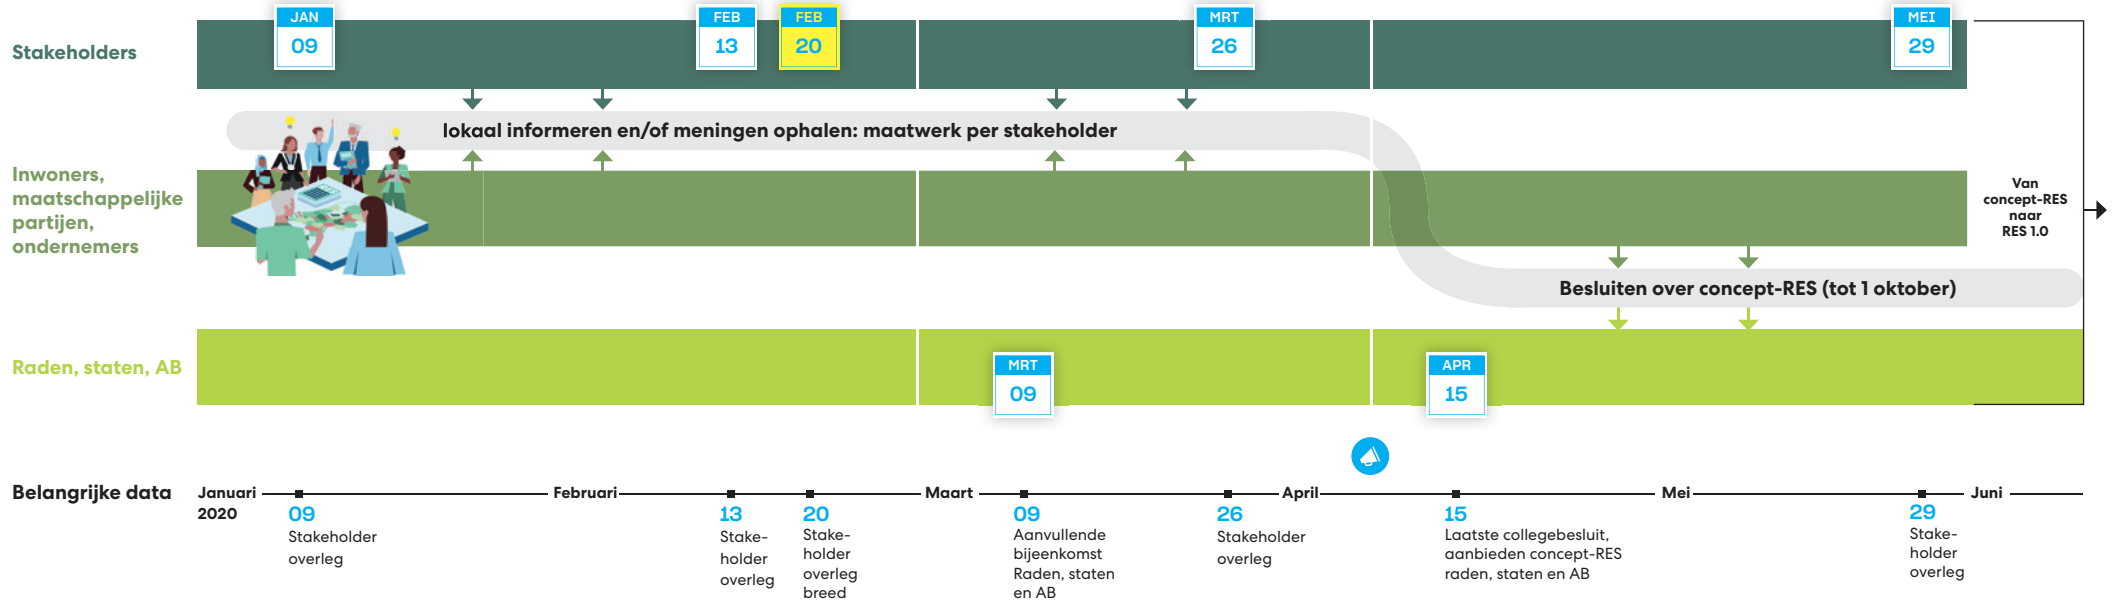 JAN
09
FEB
13
FEB
20
MRT
26
MEI
29
Stakeholders
lokaal informeren en/of meningen ophalen: maatwerk per stakeholder
Inwoners,
maatschappelijke
partijen,
ondernemers
Van
concept-RES
naar
RES 1.0
Besluiten over concept-RES (tot 1 oktober)
Raden, staten, AB
MRT
09
APR
15
Belangrijke data
Januari
2020
Februari
Maart
April
Mei
Juni
09
Stakeholder
overleg
13
Stake-
holder
overleg
20
Stake-
holder
overleg
breed
09
Aanvullende
bijeenkomst
Raden, staten
en AB
26
Stakeholder
overleg
15
Laatste collegebesluit,
aanbieden concept-RES
raden, staten en AB
29
Stake-
holder
overleg